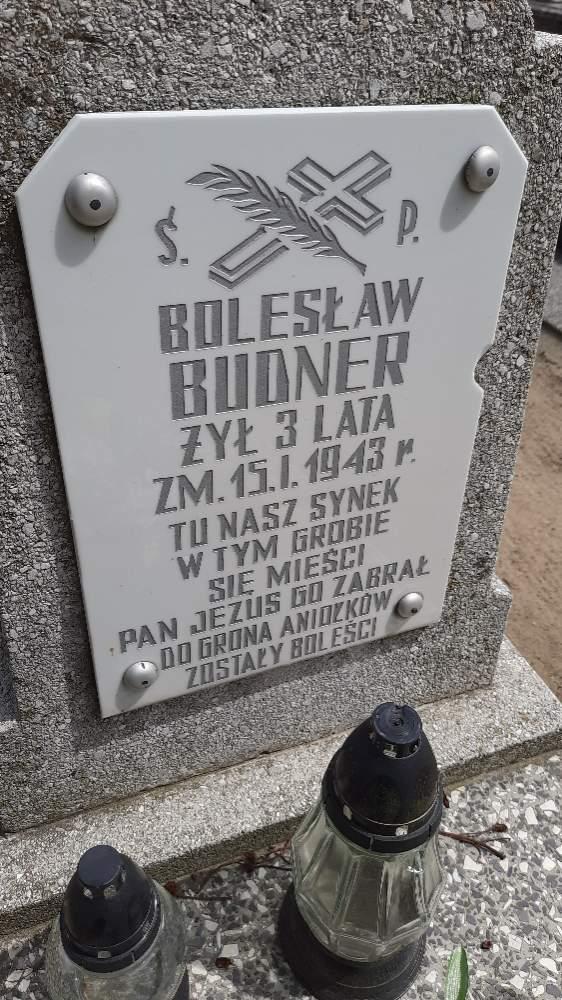 Ś. P.
BOLESŁAW
BUDNER
ŻYŁ 3 LATA
ZM. 15.I.1943 r.
TU NASZ SYNEK
W TYM GROBIE
SIĘ MIEŚCI
PAN JEZUS GO ZABRAŁ
DO GRONA ANIOŁKÓW
ZOSTAŁY BOLEŚCI